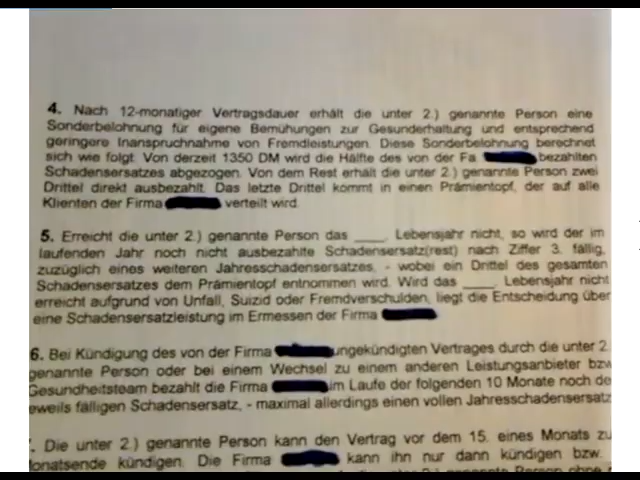 4. Nach 12-monatiger Vertragsdauer erhält die unter 2.) genannte Person eine
Sonderbelohnung für eigene Bemühungen zur Gesunderhaltung und entsprechend
geringere Inanspruchnahme von Fremdleistungen. Diese Sonderbelohnung berechnet
sich wie folgt: Von derzeit 1350 DM wird die Hälfte des von der Fa. bezahlten
Schadensersatzes abgezogen. Von dem Rest erhält die unter 2.) genannte Person zwei
Drittel direkt ausbezahlt. Das letzte Drittel kommt in einen Prämientopf, der auf alle
Klienten der Firma verteilt wird.
5. Erreicht die unter 2.) genannte Person das ____. Lebensjahr nicht, so wird der im
laufenden Jahr noch nicht ausbezahlte Schadensersatz(rest) nach Ziffer 3. fällig,
zuzüglich eines weiteren Jahresschadensersatzes, - wobei ein Drittel des gesamten
Schadensersatzes dem Prämientopf entnommen wird. Wird das ____. Lebensjahr nicht
erreicht aufgrund von Unfall, Suizid oder Fremdverschulden, liegt die Entscheidung über
eine Schadensersatzleistung im Ermessen der Firma
6. Bei Kündigung des von der Firma ungekündigten Vertrages durch die unter 2.
genannte Person oder bei einem Wechsel zu einem anderen Leistungsanbieter bzw
Gesundheitsteam bezahlt die Firma im Laufe der folgenden 10 Monate noch de
eweils fälligen Schadensersatz, - maximal allerdings einen vollen Jahresschadensersatz
. Die unter 2.) genannte Person kann den Vertrag vor dem 15. eines Monats zu
onatsende kündigen. Die Firma kann ihn nur dann kündigen bzw.
genannte Person ohne